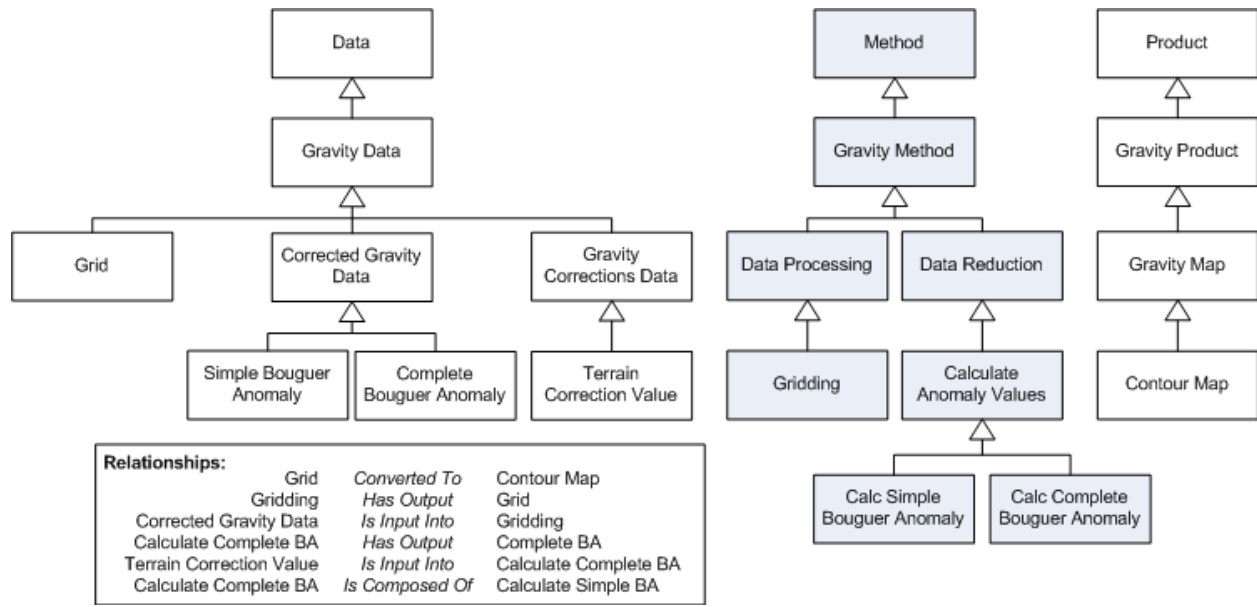 Data
Method
Product
Gravity Data
Gravity Method
Gravity Product
Grid
Corrected Gravity
Data
Gravity
Corrections Data
Data Processing
Data Reduction
Gravity Map
Simple Bouguer
Anomaly
Complete
Bouguer Anomaly
Terrain
Correction Value
Gridding
Calculate
Anomaly Values
Contour Map
Calc Simple
Bouguer Anomaly
Calc Complete
Bouguer Anomaly
Relationships:
Grid Converted To Contour Map
Gridding Has Output Grid
Corrected Gravity Data Is Input Into Gridding
Calculate Complete BA Has Output Complete BA
Terrain Correction Value Is Input Into Calculate Complete BA
Calculate Complete BA Is Composed Of Calculate Simple BA